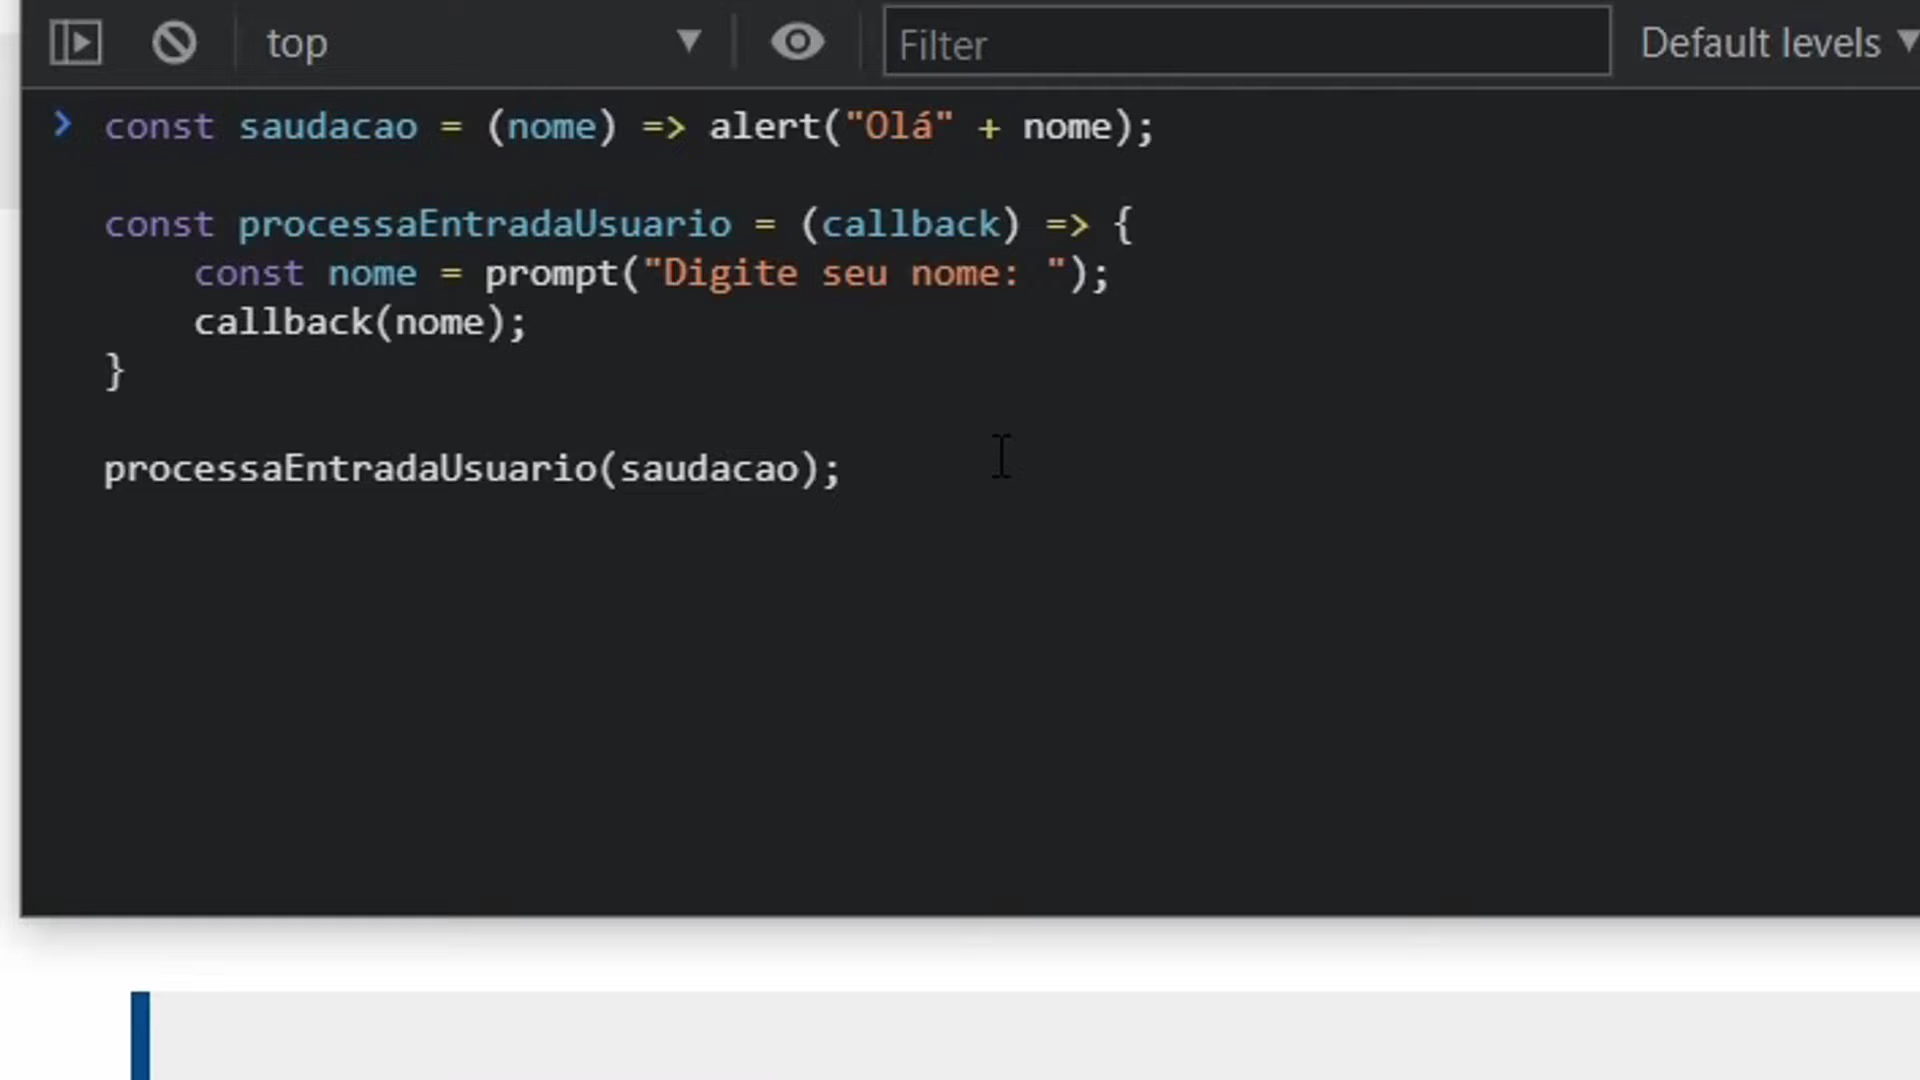 top Filter Default levels
const saudacao = (nome) => alert("Olá" + nome);
const processaEntradaUsuario = (callback) => {
const nome = prompt("Digite seu nome: ");
callback(nome);
}
processaEntradaUsuario(saudacao);